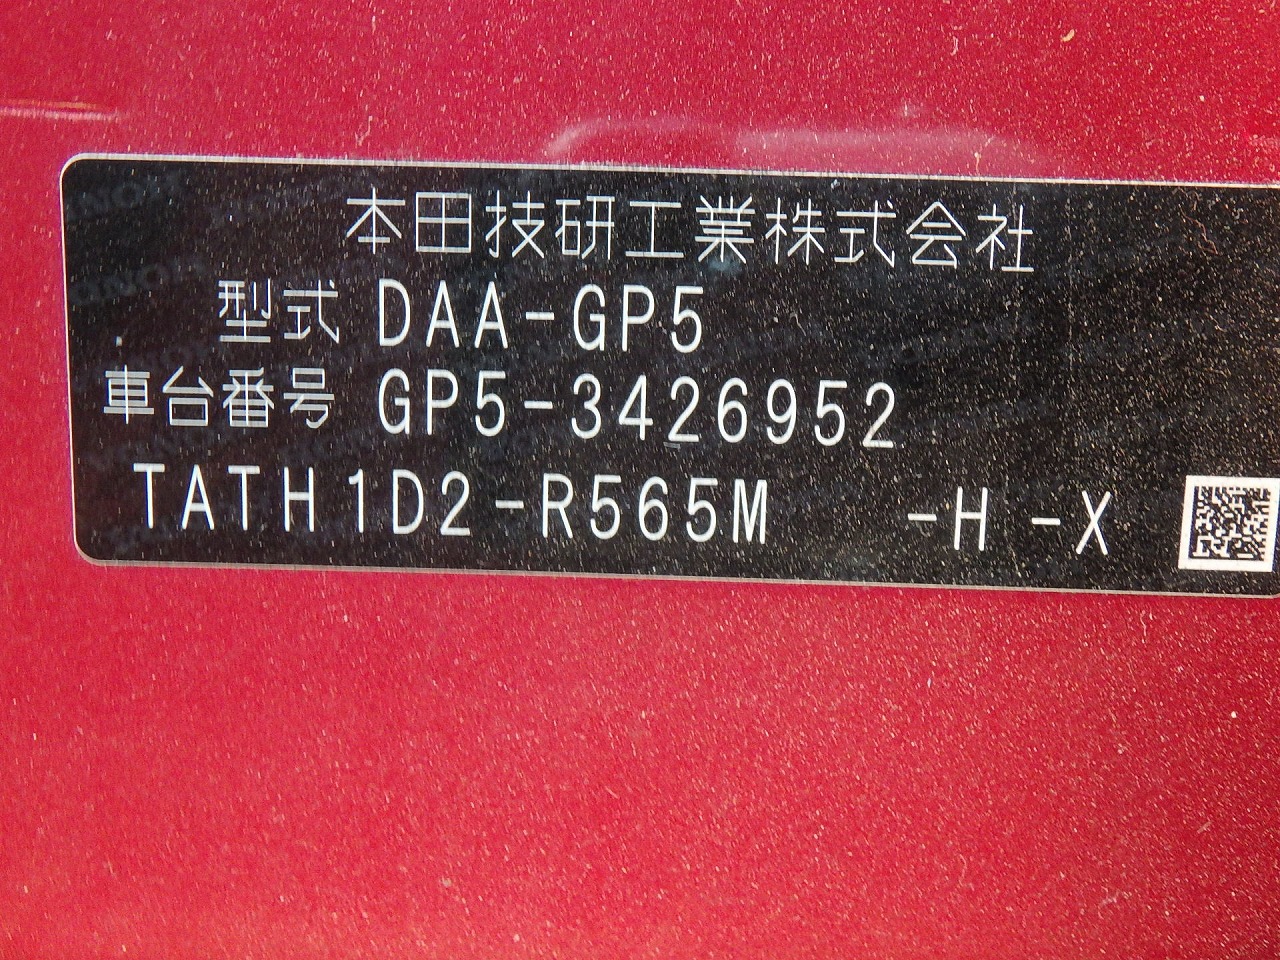 本田技研工業株式会社
型式 DAA-GP5
車台番号 GP5-3426952
TATH1D2-R565M -H -X